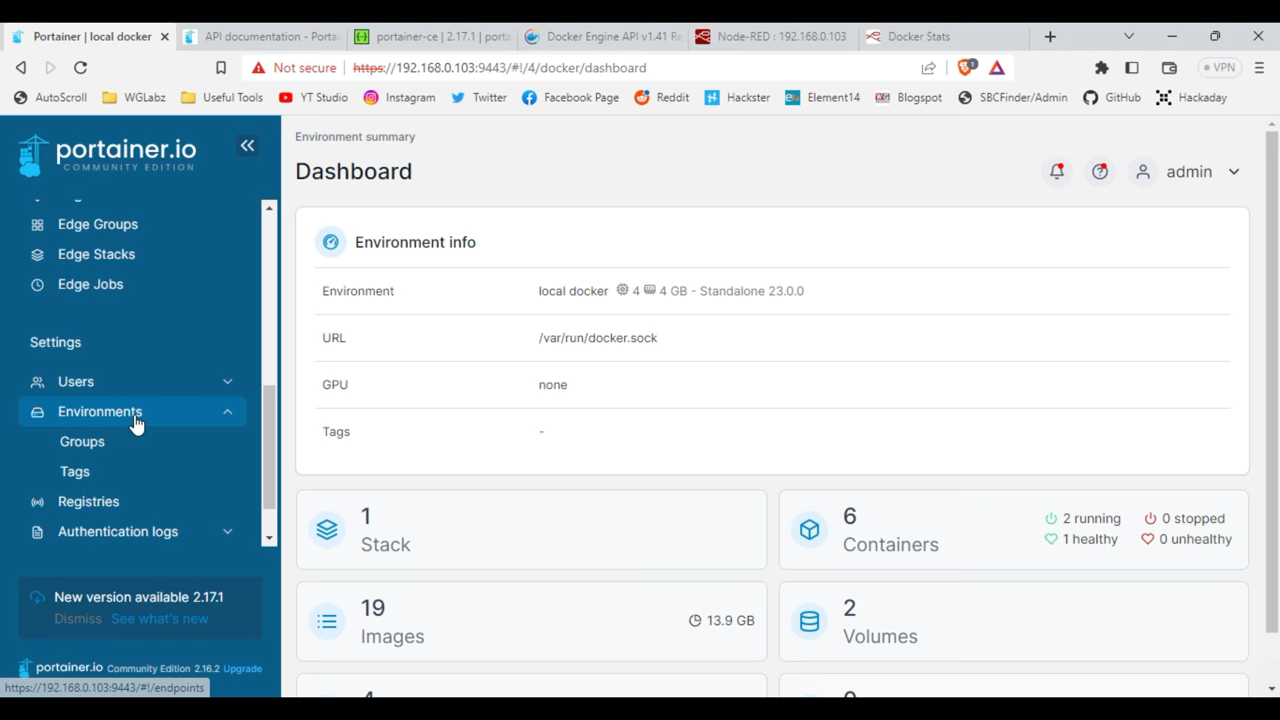 Portainer | local docker
API documentation - Porta
portainer-ce | 2.17.1 | porta
Docker Engine API v1.41 Re
Node-RED : 192.168.0.103
Docker Stats
Not secure
https://192.168.0.103:9443/#!/4/docker/dashboard
1
VPN
AutoScroll
WGLabz
Useful Tools
YT Studio
Instagram
Twitter
Facebook Page
Reddit
Hackster
Element14
Blogspot
SBCFinder/Admin
GitHub
Hackaday
portainer.io
COMMUNITY EDITION
Edge Groups
Edge Stacks
Edge Jobs
Settings
Users
Environments
Groups
Tags
Registries
Authentication logs
New version available 2.17.1
Dismiss See what's new
portainer.io Community Edition 2.16.2 Upgrade
https://192.168.0.103:9443/#!/endpoints
Environment summary
Dashboard
admin
Environment info
Environment local docker 4 4 GB - Standalone 23.0.0
URL /var/run/docker.sock
GPU none
Tags -
1
Stack
6
Containers
2 running 0 stopped
1 healthy 0 unhealthy
19
Images
13.9 GB
2
Volumes